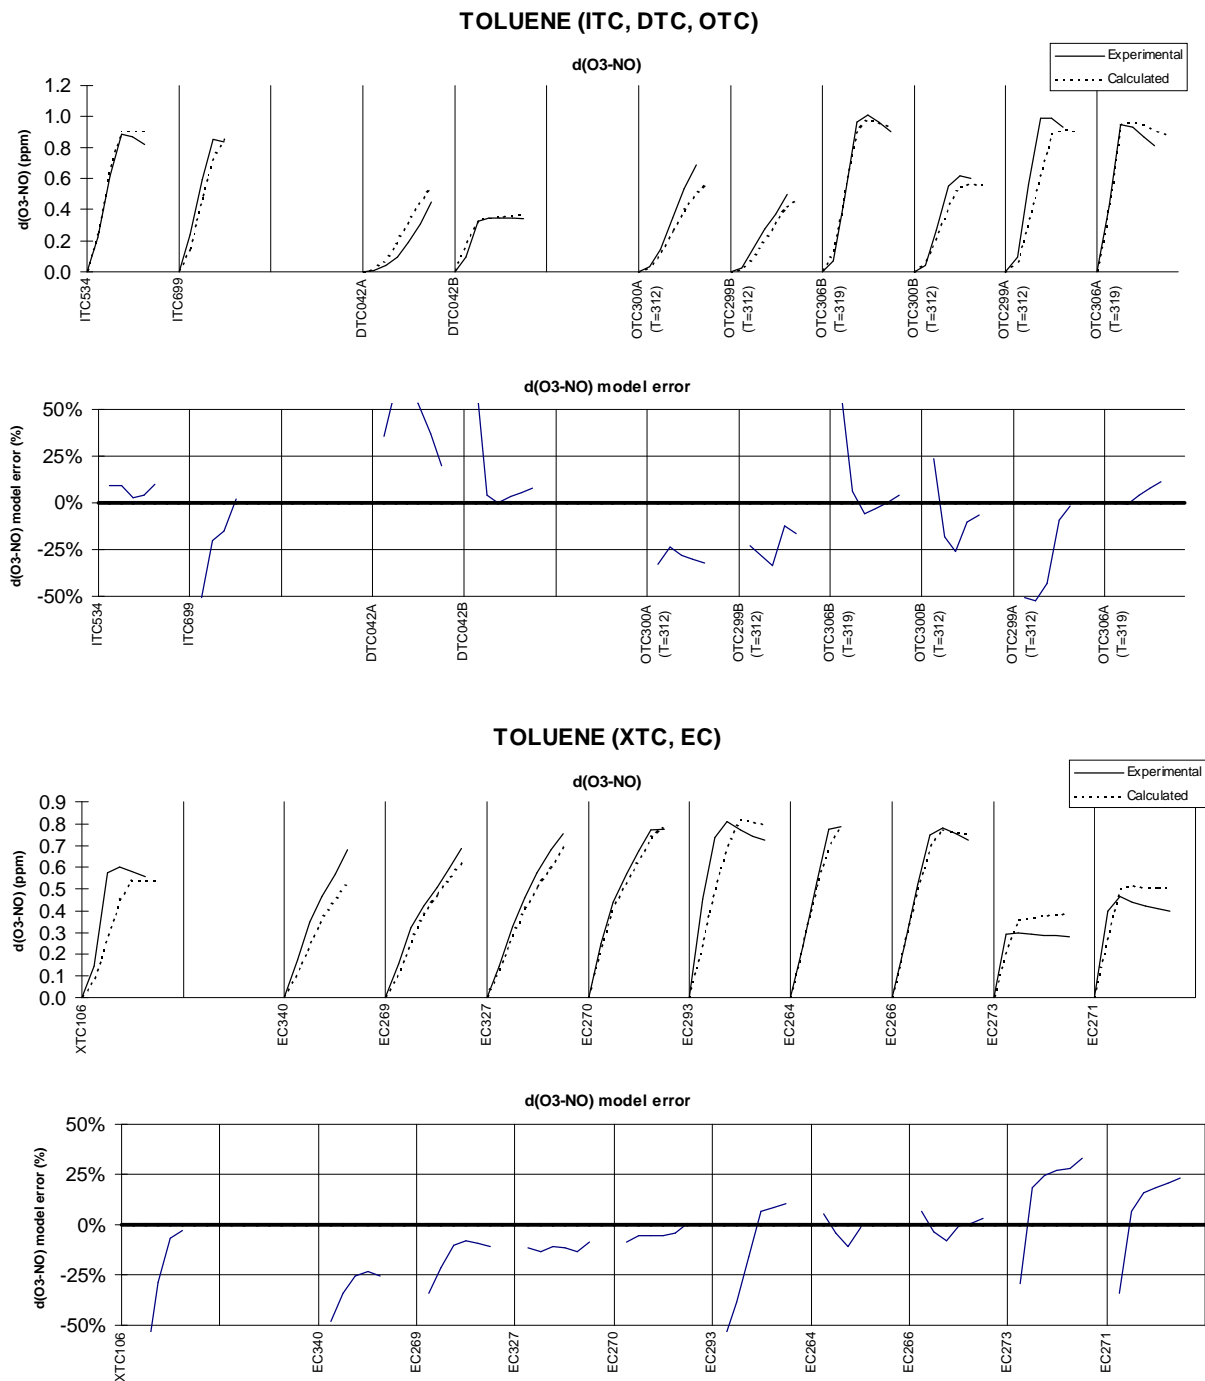 TOLUENE (ITC, DTC, OTC)
d(O3-NO)
Experimental
Calculated
d(O3-NO) (ppm)
1.2
1.0
0.8
0.6
0.4
0.2
0.0
ITC534
ITC699
DTC042A
DTC042B
OTC300A
(T=312)
OTC299B
(T=312)
OTC306B
(T=319)
OTC300B
(T=312)
OTC299A
(T=312)
OTC306A
(T=319)
d(O3-NO) model error
d(O3-NO) model error (%)
50%
25%
0%
-25%
-50%
ITC534
ITC699
DTC042A
DTC042B
OTC300A
(T=312)
OTC299B
(T=312)
OTC306B
(T=319)
OTC300B
(T=312)
OTC299A
(T=312)
OTC306A
(T=319)
TOLUENE (XTC, EC)
d(O3-NO)
Experimental
Calculated
d(O3-NO) (ppm)
0.9
0.8
0.7
0.6
0.5
0.4
0.3
0.2
0.1
0.0
XTC106
EC340
EC269
EC327
EC270
EC293
EC264
EC266
EC273
EC271
d(O3-NO) model error
d(O3-NO) model error (%)
50%
25%
0%
-25%
-50%
XTC106
EC340
EC269
EC327
EC270
EC293
EC264
EC266
EC273
EC271